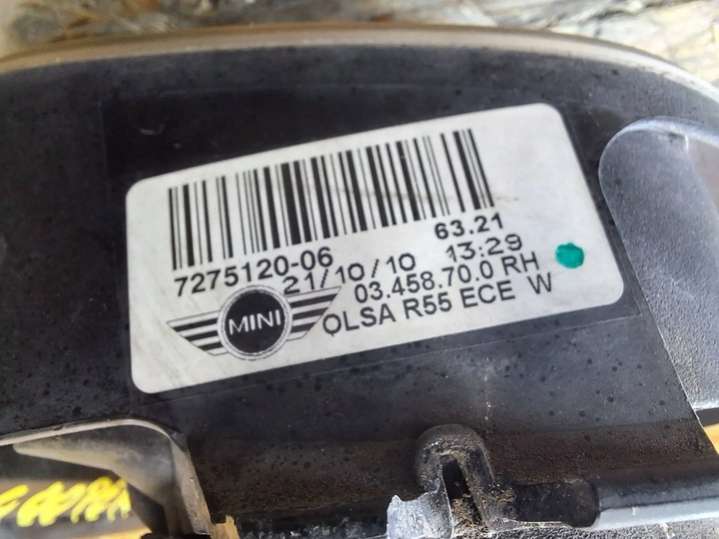 63.21
7275120-06
21/10/10 13:29
03.458.70.0 RH
MINI
OLSA R55 ECE W